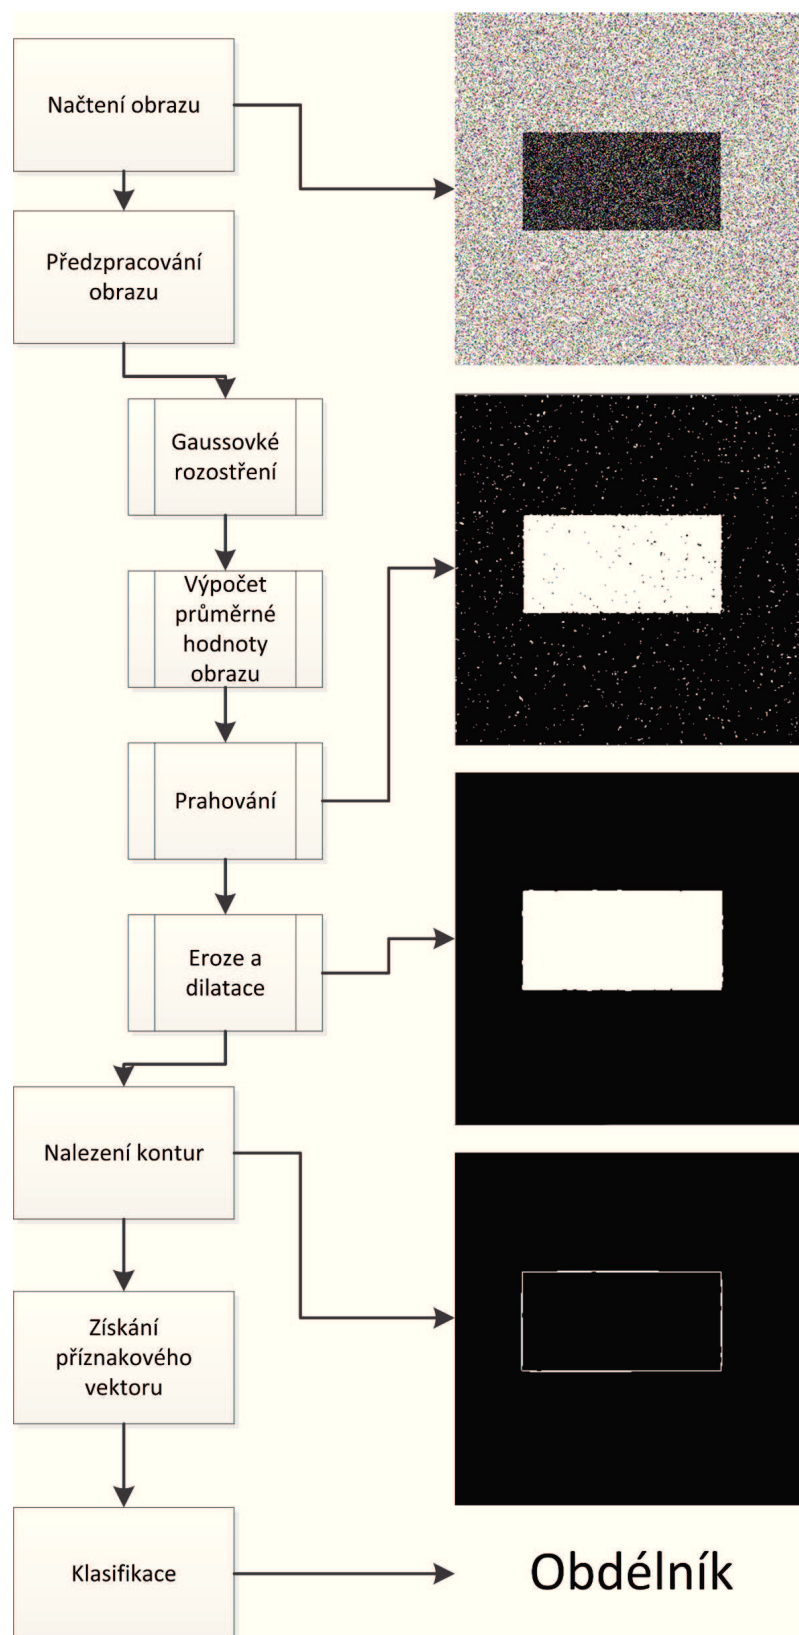 Načtení obrazu
Předzpracování
obrazu
Gaussovké
rozostření
Výpočet
průměrné
hodnoty
obrazu
Prahování
Eroze a
dilatace
Nalezení kontur
Získání
příznakového
vektoru
Klasifikace
Obdélník